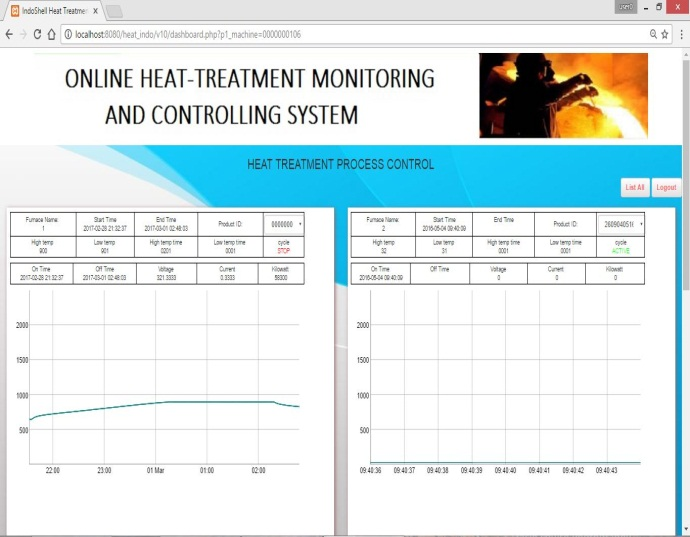 IndoShell Heat Treatmen
localhost:8080/heat_indo/v10/dashboard.php?p1_machine=0000000106
ONLINE HEAT-TREATMENT MONITORING
AND CONTROLLING SYSTEM
HEAT TREATMENT PROCESS CONTROL
List All
Logout
Furnace Name: 1
Start Time 2017-02-28 21:32:37
End Time 2017-03-01 02:48:03
Product ID: 0000000
High temp 900
Low temp 901
High temp time 0201
Low temp time 0001
cycle STOP
On Time 2017-02-28 21:32:37
Off Time 2017-03-01 02:48:03
Voltage 321.3333
Current 0.3333
Kilowatt 58000
2000
1500
1000
500
22:00 23:00 01 Mar 01:00 02:00
Furnace Name: 2
Start Time 2016-05-04 09:40:09
End Time
Product ID: 260904051
High temp 32
Low temp 31
High temp time 0001
Low temp time 0001
cycle ACTIVE
On Time 2016-05-04 09:40:09
Off Time
Voltage 0
Current 0
Kilowatt 0
2000
1500
1000
500
09:40:36 09:40:37 09:40:38 09:40:39 09:40:40 09:40:41 09:40:42 09:40:43